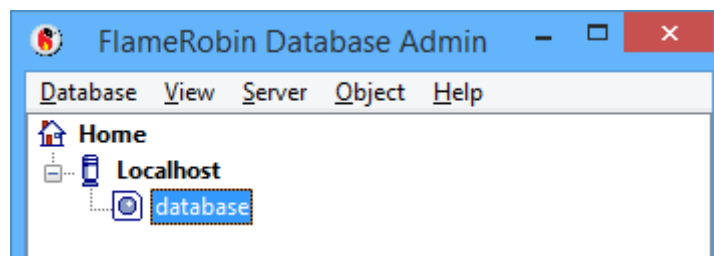 FlameRobin Database Admin
Database View Server Object Help
Home
Localhost
database